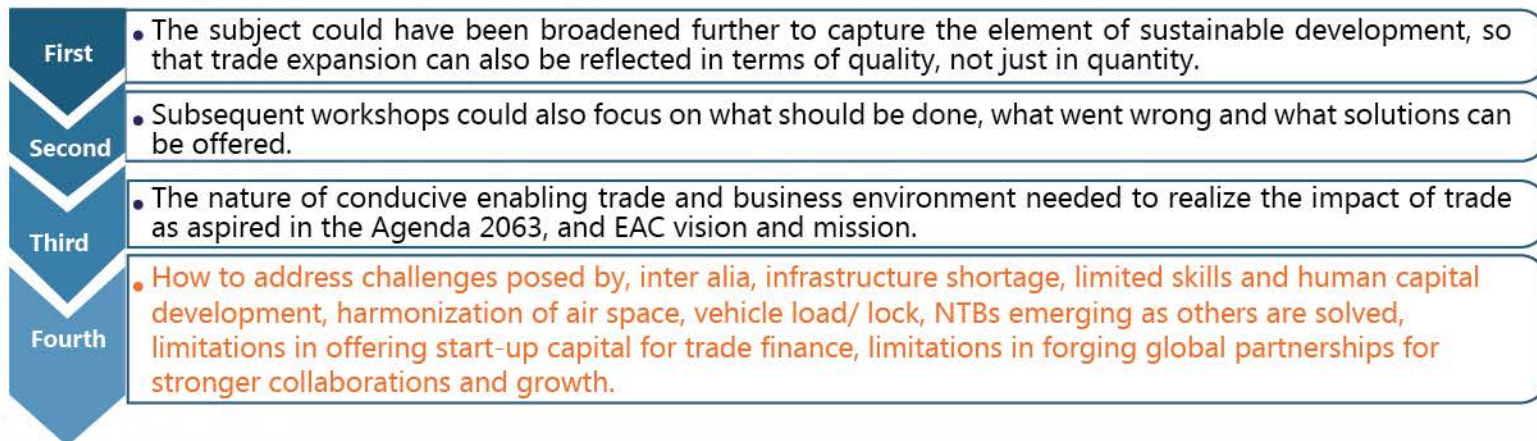 First
• The subject could have been broadened further to capture the element of sustainable development, so
that trade expansion can also be reflected in terms of quality, not just in quantity.
Second
• Subsequent workshops could also focus on what should be done, what went wrong and what solutions can
be offered.
Third
• The nature of conducive enabling trade and business environment needed to realize the impact of trade
as aspired in the Agenda 2063, and EAC vision and mission.
Fourth
• How to address challenges posed by, inter alia, infrastructure shortage, limited skills and human capital
development, harmonization of air space, vehicle load/ lock, NTBs emerging as others are solved,
limitations in offering start-up capital for trade finance, limitations in forging global partnerships for
stronger collaborations and growth.